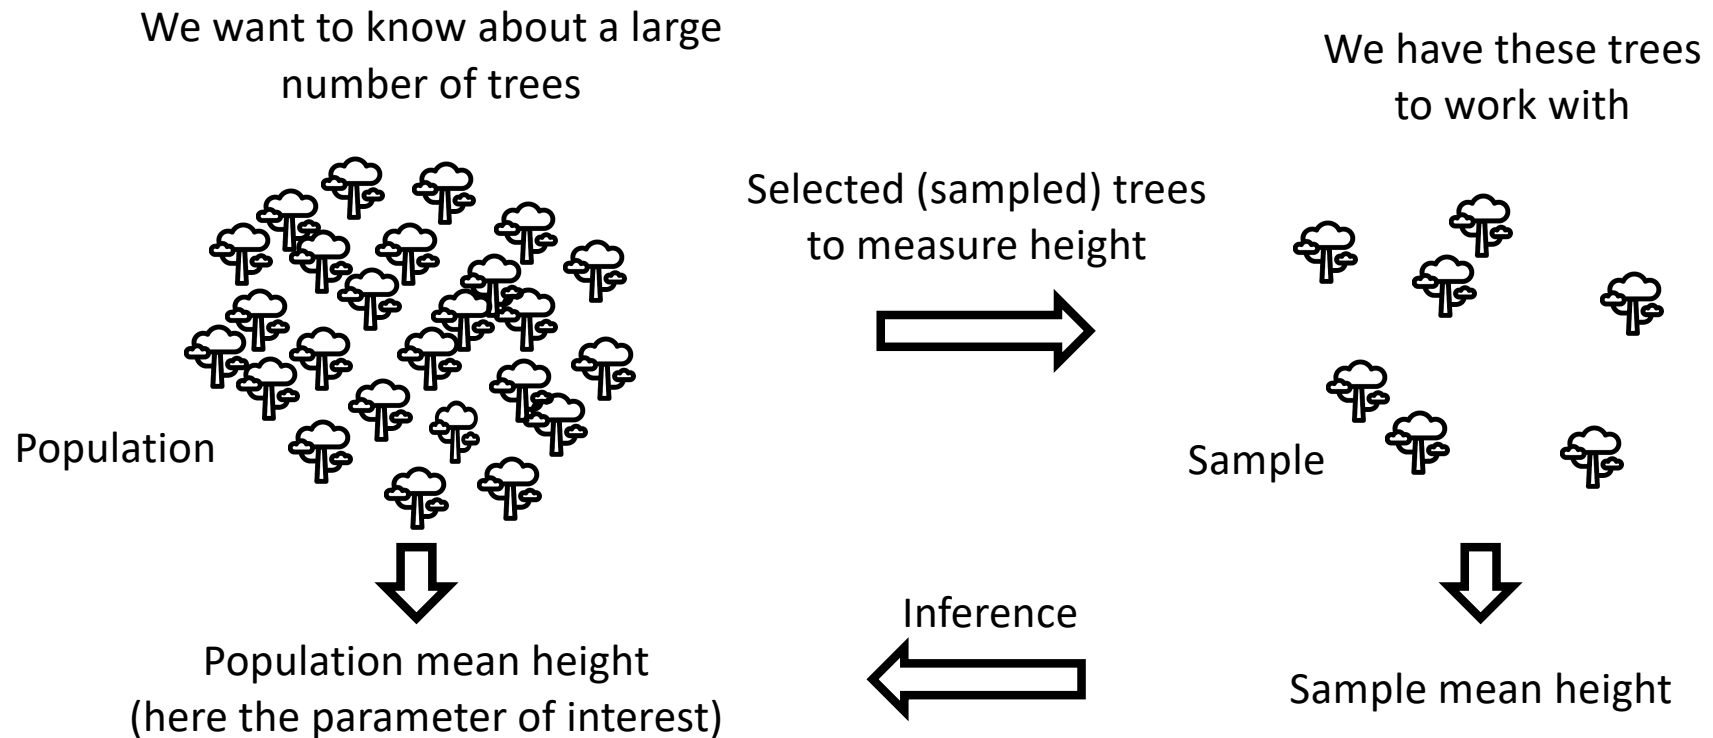 We want to know about a large
number of trees
We have these trees
to work with
Selected (sampled) trees
to measure height
Population
Sample
Inference
Population mean height
(here the parameter of interest)
Sample mean height